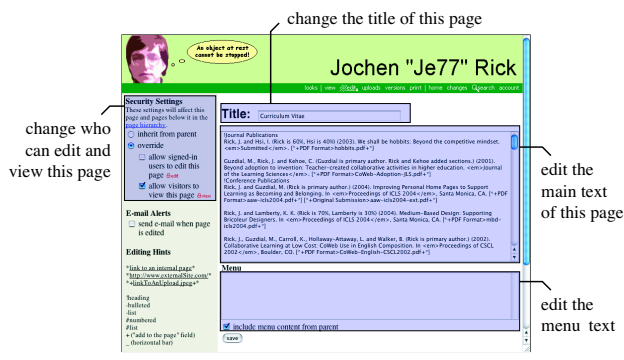 change the title of this page
An object at rest
cannot be stopped!
Jochen "Je77" Rick
looks | view edit, uploads versions print | home changes search account
Security Settings
These settings will affect
this page and pages below it in the
page hierarchy.
inherit from parent
override
allow signed-in
users to edit this
page edit
allow visitors to
view this page view
E-mail Alerts
send e-mail when page
is edited
Editing Hints
*link to an internal page*
*http://www.externalSite.com/*
*+linkToAnUpload.jpeg+*
!heading
-bulleted
-list
#numbered
#list
+ ("add to the page" field)
_ (horizontal bar)
change who
can edit and
view this page
Title: Curriculum Vitae
!Journal Publications
Rick, J. and Hsi, I. (Rick is 60%, Hsi is 40%) (2003). We shall be hobbits: Beyond the competitive mindset.
<em>Submitted</em>. [*+PDF Format>hobbits.pdf+*]
Guzdial, M., Rick, J. and Kehoe, C. (Guzdial is primary author. Rick and Kehoe added sections.) (2001).
Beyond adoption to invention: Teacher-created collaborative activities in higher education. <em>Journal
of the Learning Sciences</em>. [*+PDF Format>CoWeb-Adoption-JLS.pdf+*]
!Conference Publications
Rick, J. and Guzdial, M. (Rick is primary author.) (2004). Improving Personal Home Pages to Support
Learning as Becoming and Belonging. In <em>Proceedings of ICLS 2004</em>, Santa Monica, CA. [*+PDF
Format>aaw-icls2004.pdf+*] [*+Original Submission>aaw-icls2004-ext.pdf+*]
Rick, J. and Lamberty, K. K. (Rick is 70%, Lamberty is 30%) (2004). Medium-Based Design: Supporting
Bricoleur Designers. In <em>Proceedings of ICLS 2004</em>, Santa Monica, CA. [*+PDF Format>mbd-
icls2004.pdf+*]
Rick, J., Guzdial, M., Carroll, K., Hollaway-Attaway, L. and Walker, B. (Rick is primary author.) (2002).
Collaborative Learning at Low Cost: CoWeb Use in English Composition. In <em>Proceedings of CSCL
2002</em>, Boulder, CO. [*+PDF Format>CoWeb-English-CSCL2002.pdf+*]
edit the
main text
of this page
Menu
include menu content from parent
save
edit the
menu text